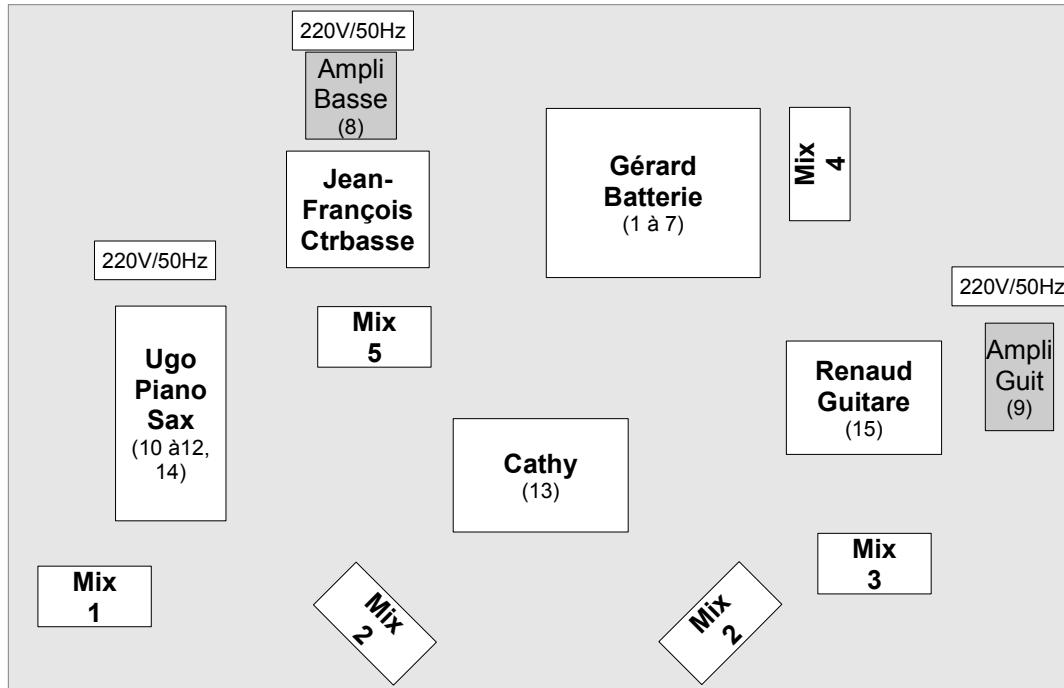 220V/50Hz
Ampli
Basse
(8)
Jean-
François
Ctrbasse
Gérard
Batterie
(1 à 7)
Mix
4
220V/50Hz
220V/50Hz
Ugo
Piano
Sax
(10 à12,
14)
Mix
5
Renaud
Guitare
(15)
Ampli
Guit
(9)
Cathy
(13)
Mix
1
Mix
2
Mix
2
Mix
3